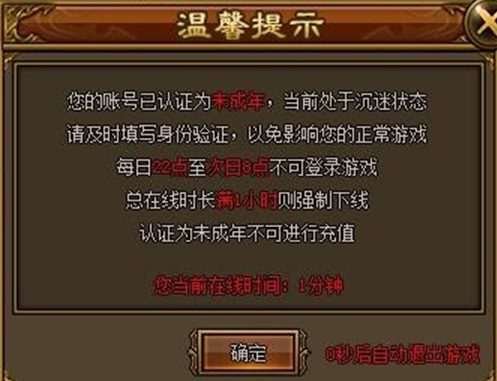 温馨提示
您的账号已认证为未成年，当前处于沉迷状态
请及时填写身份验证，以免影响您的正常游戏
每日22点至次日8点不可登录游戏
总在线时长满1小时则强制下线
认证为未成年不可进行充值
您当前在线时间：1分钟
确定
0秒后自动退出游戏